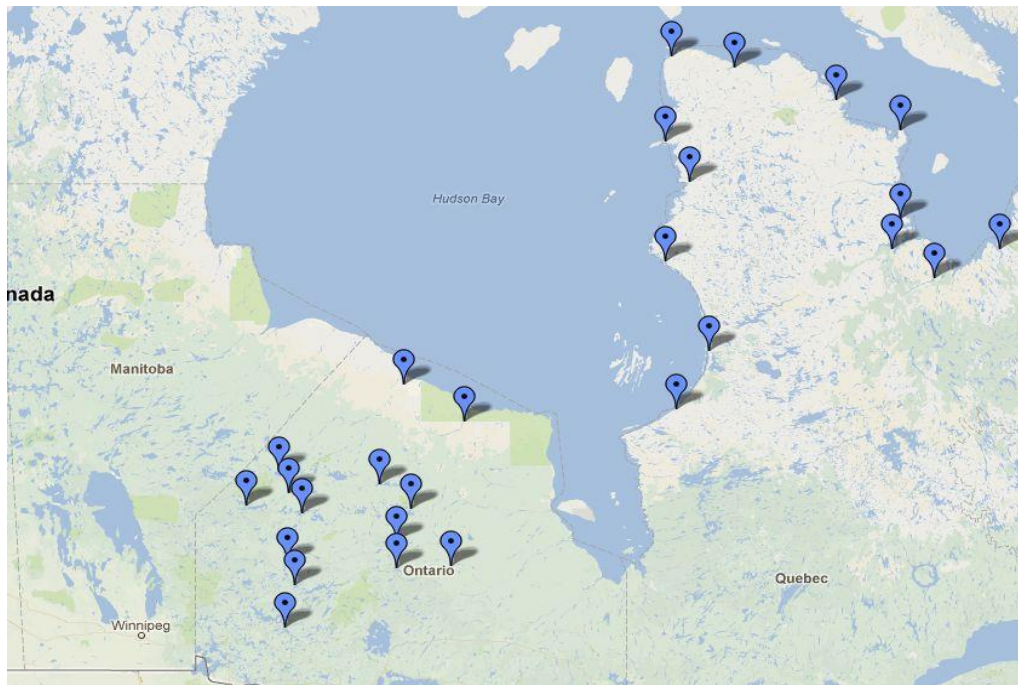 Hudson Bay
nada
Manitoba
Ontario
Quebec
Winnipeg